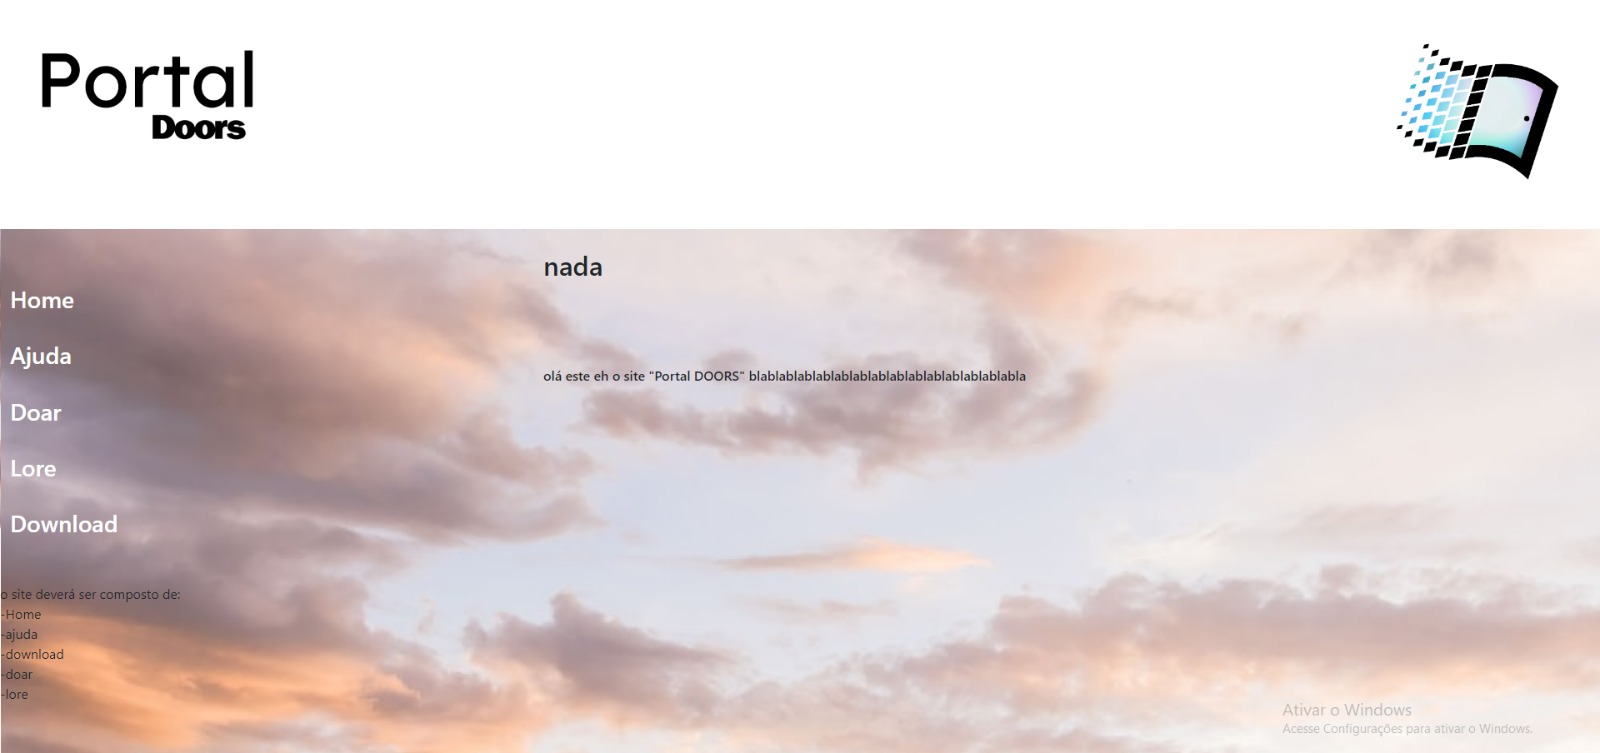 Portal
Doors
nada
Home
Ajuda
olá este eh o site "Portal DOORS" blablablablablablablablablablablablablablabla
Doar
Lore
Download
o site deverá ser composto de:
-Home
-ajuda
-download
-doar
-lore
Ativar o Windows
Acesse Configurações para ativar o Windows.